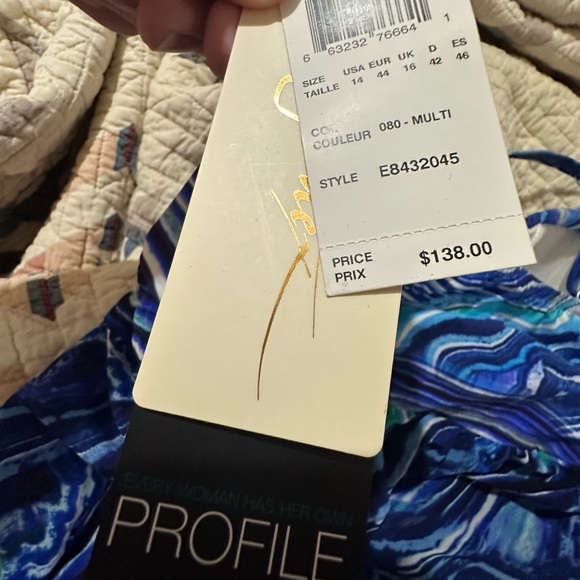 6 63232 76664 1
SIZE USA EUR UK D ES
TAILLE 14 44 16 42 46
COULEUR 080 - MULTI
STYLE E8432045
PRICE
PRIX $138.00
EVERY WOMAN HAS HER OWN
PROFILE